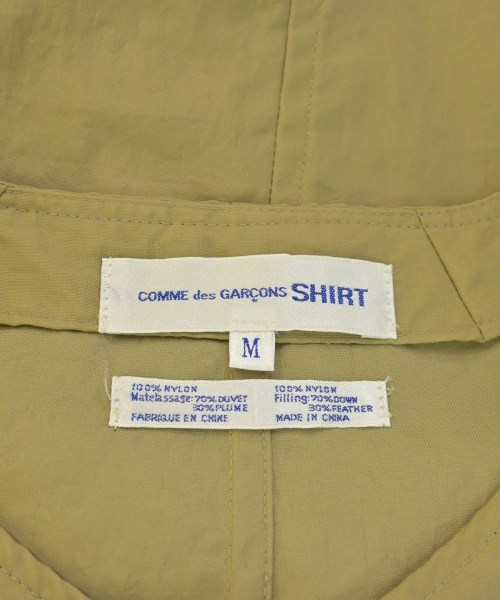 COMME des GARÇONS SHIRT
M
100% NYLON
Matelassage: 70% DUVET
30% PLUME
FABRIQUE EN CHINE
100% NYLON
Filling: 70% DOWN
30% FEATHER
MADE IN CHINA